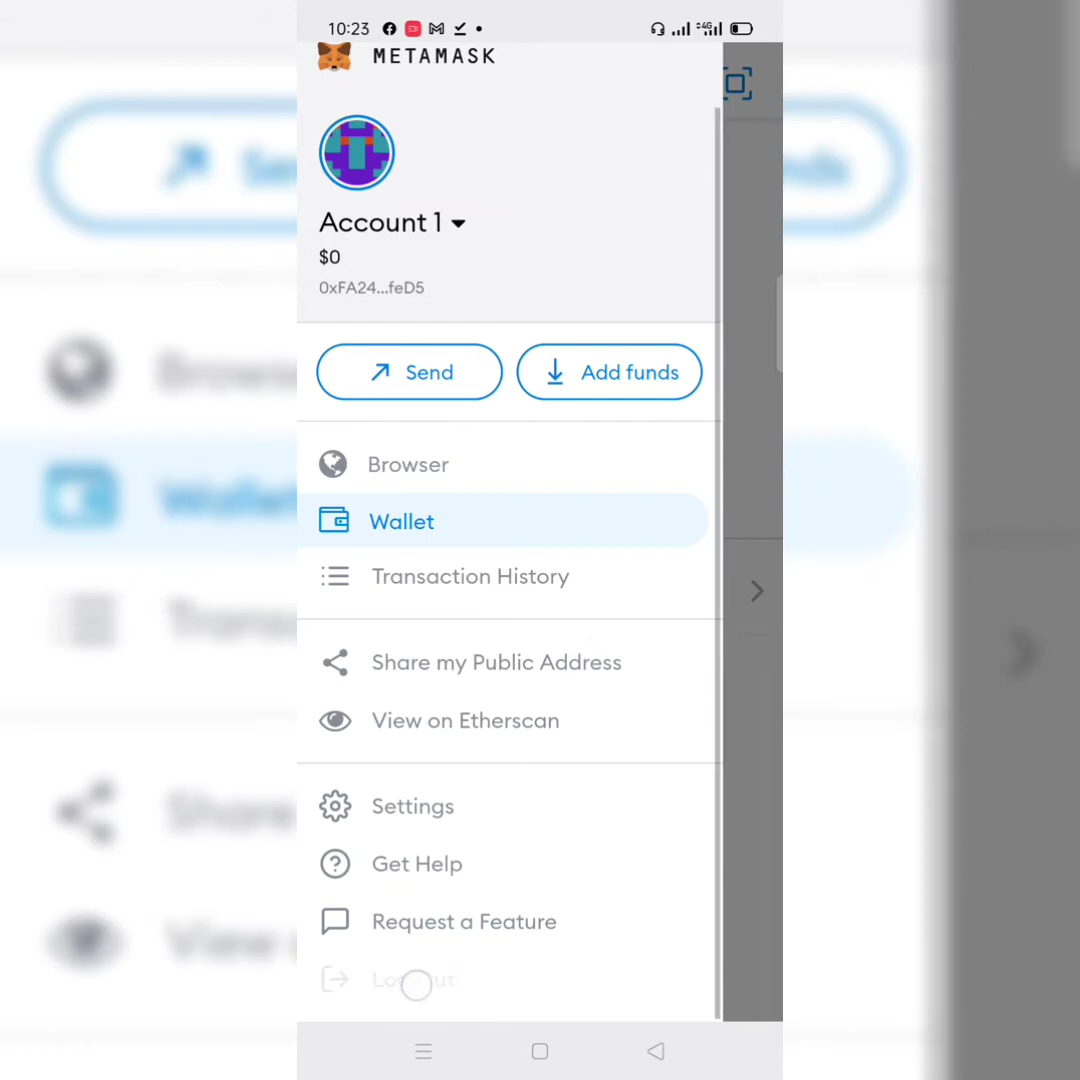 10:23
4G
METAMASK
Account 1
$0
0xFA24...feD5
Send
Add funds
Browser
Wallet
Transaction History
Share my Public Address
View on Etherscan
Settings
Get Help
Request a Feature